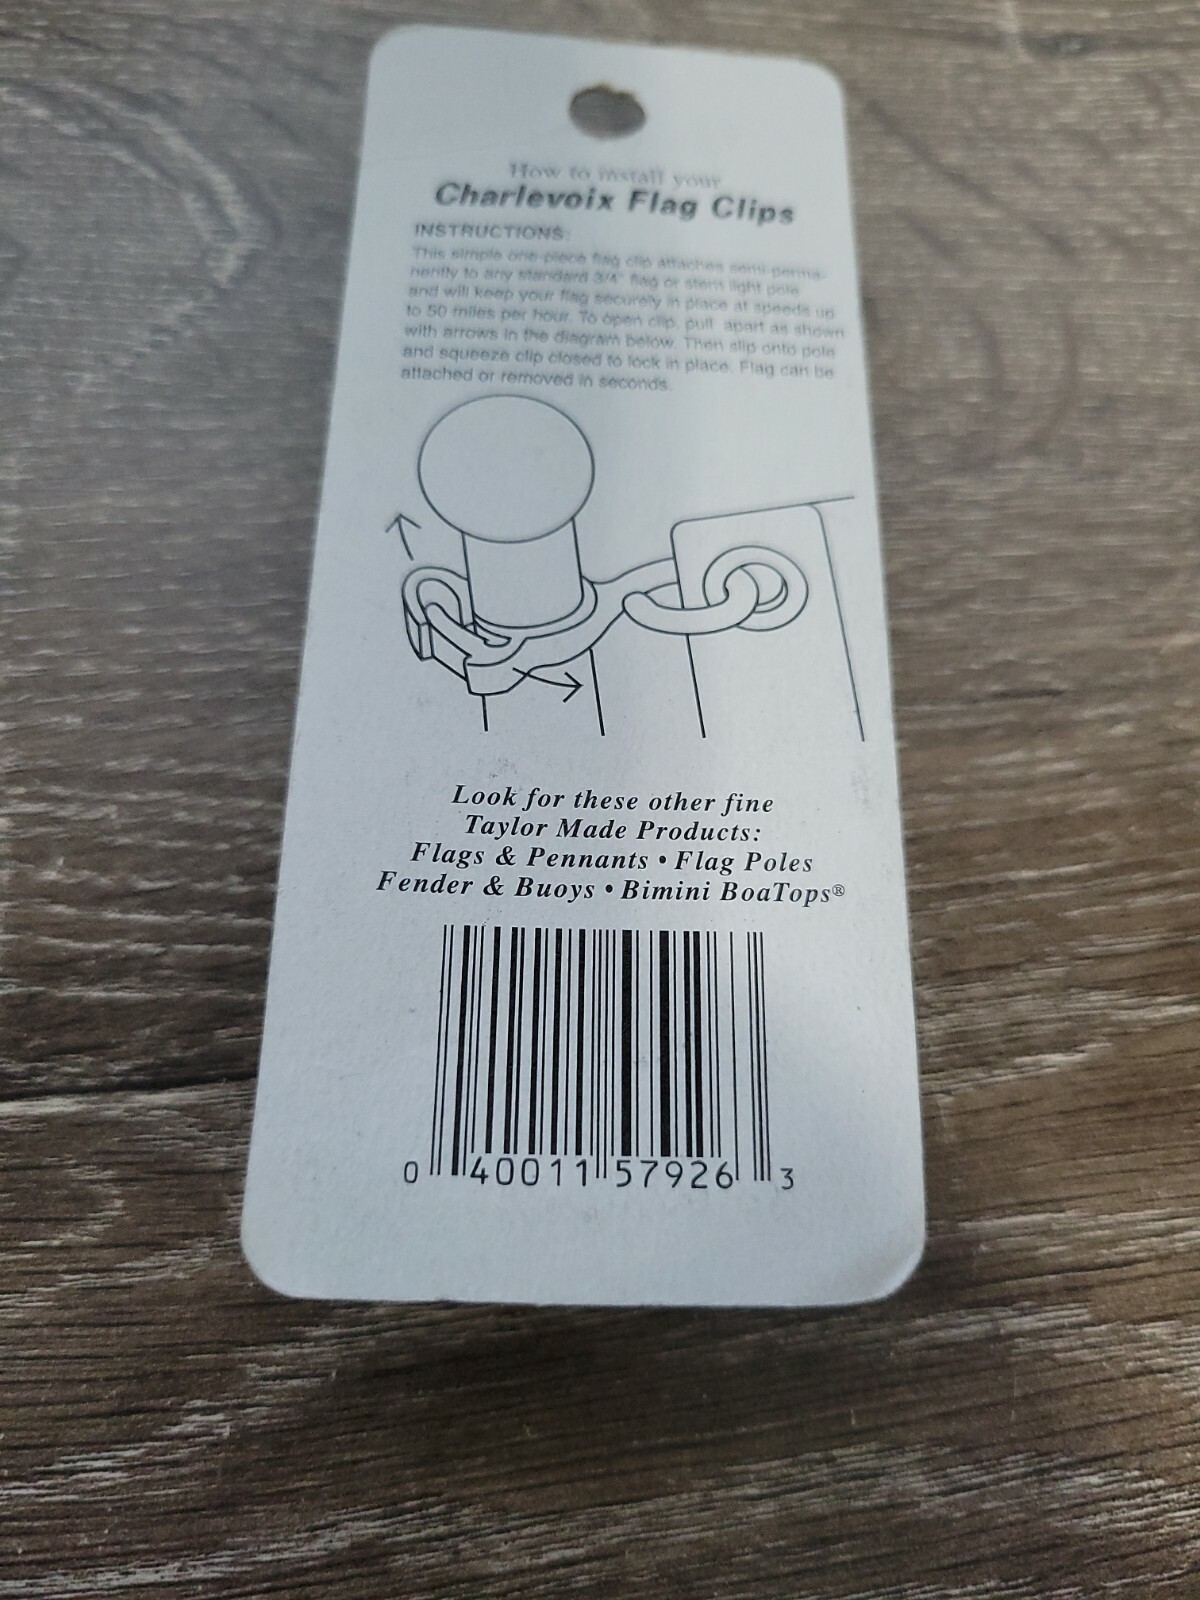 How to install your
Charlevoix Flag Clips
INSTRUCTIONS:
This simple one-piece flag clip attaches semi-perma-
nently to any standard 3/4" flag or stern light pole
and will keep your flag securely in place at speeds up
to 50 miles per hour. To open clip, pull apart as shown
with arrows in the diagram below. Then slip onto pole
and squeeze clip closed to lock in place. Flag can be
attached or removed in seconds.
Look for these other fine
Taylor Made Products:
Flags & Pennants • Flag Poles
Fender & Buoys • Bimini BoaTops®
0 40011 57926 3